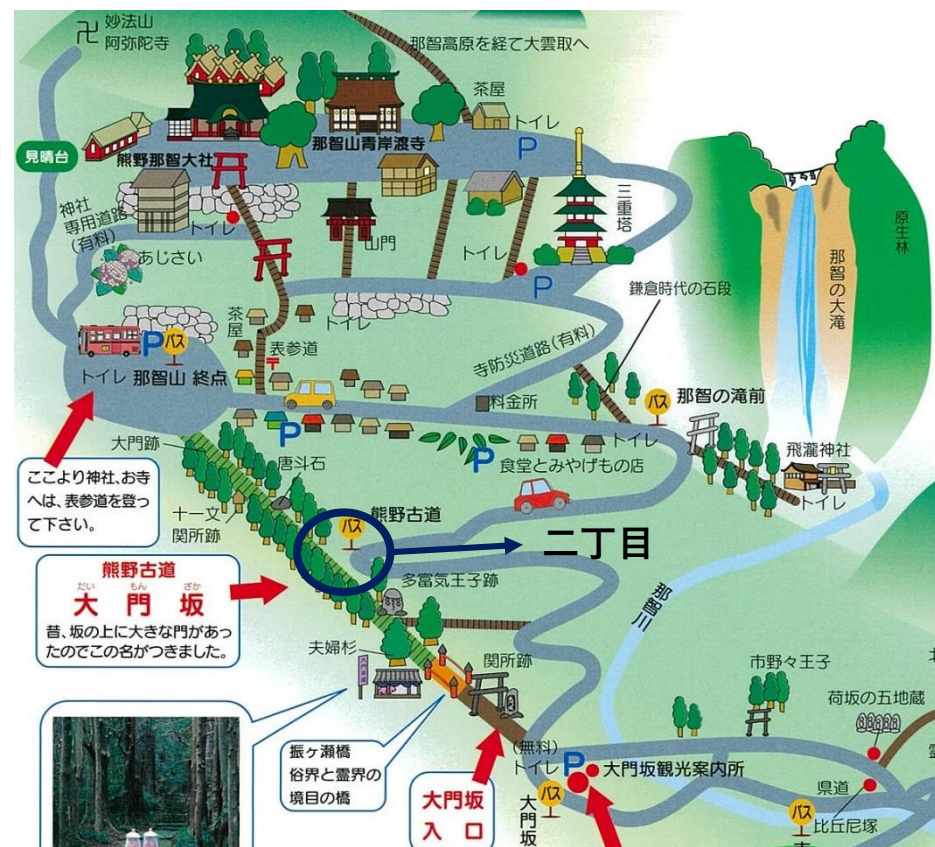 卍
妙法山
阿弥陀寺
那智高原を経て大雲取へ
茶屋
トイレ
P
見晴台
熊野那智大社
那智山青岸渡寺
神社
専用道路
(有料)
トイレ
あじさい
山門
トイレ
三重塔
P
那智の大滝
原生林
鎌倉時代の石段
茶屋
トイレ
表参道
寺防災道路(有料)
P
バス
トイレ 那智山 終点
料金所
バス
那智の滝前
P
P
食堂とみやげもの店
トイレ
飛瀧神社
トイレ
大門跡
唐斗石
ここより神社、お寺
へは、表参道を登っ
て下さい。
十一文
関所跡
バス
熊野古道
二丁目
熊野古道
だい もん ざか
大門坂
昔、坂の上に大きな門があっ
たのでこの名がつきました。
多富気王子跡
那智川
夫婦杉
関所跡
市野々王子
荷坂の五地蔵
振ヶ瀬橋
俗界と霊界の
境目の橋
(無料)
トイレ
P
大門坂観光案内所
大門坂
入口
バス
大門坂
県道
バス
比丘尼塚